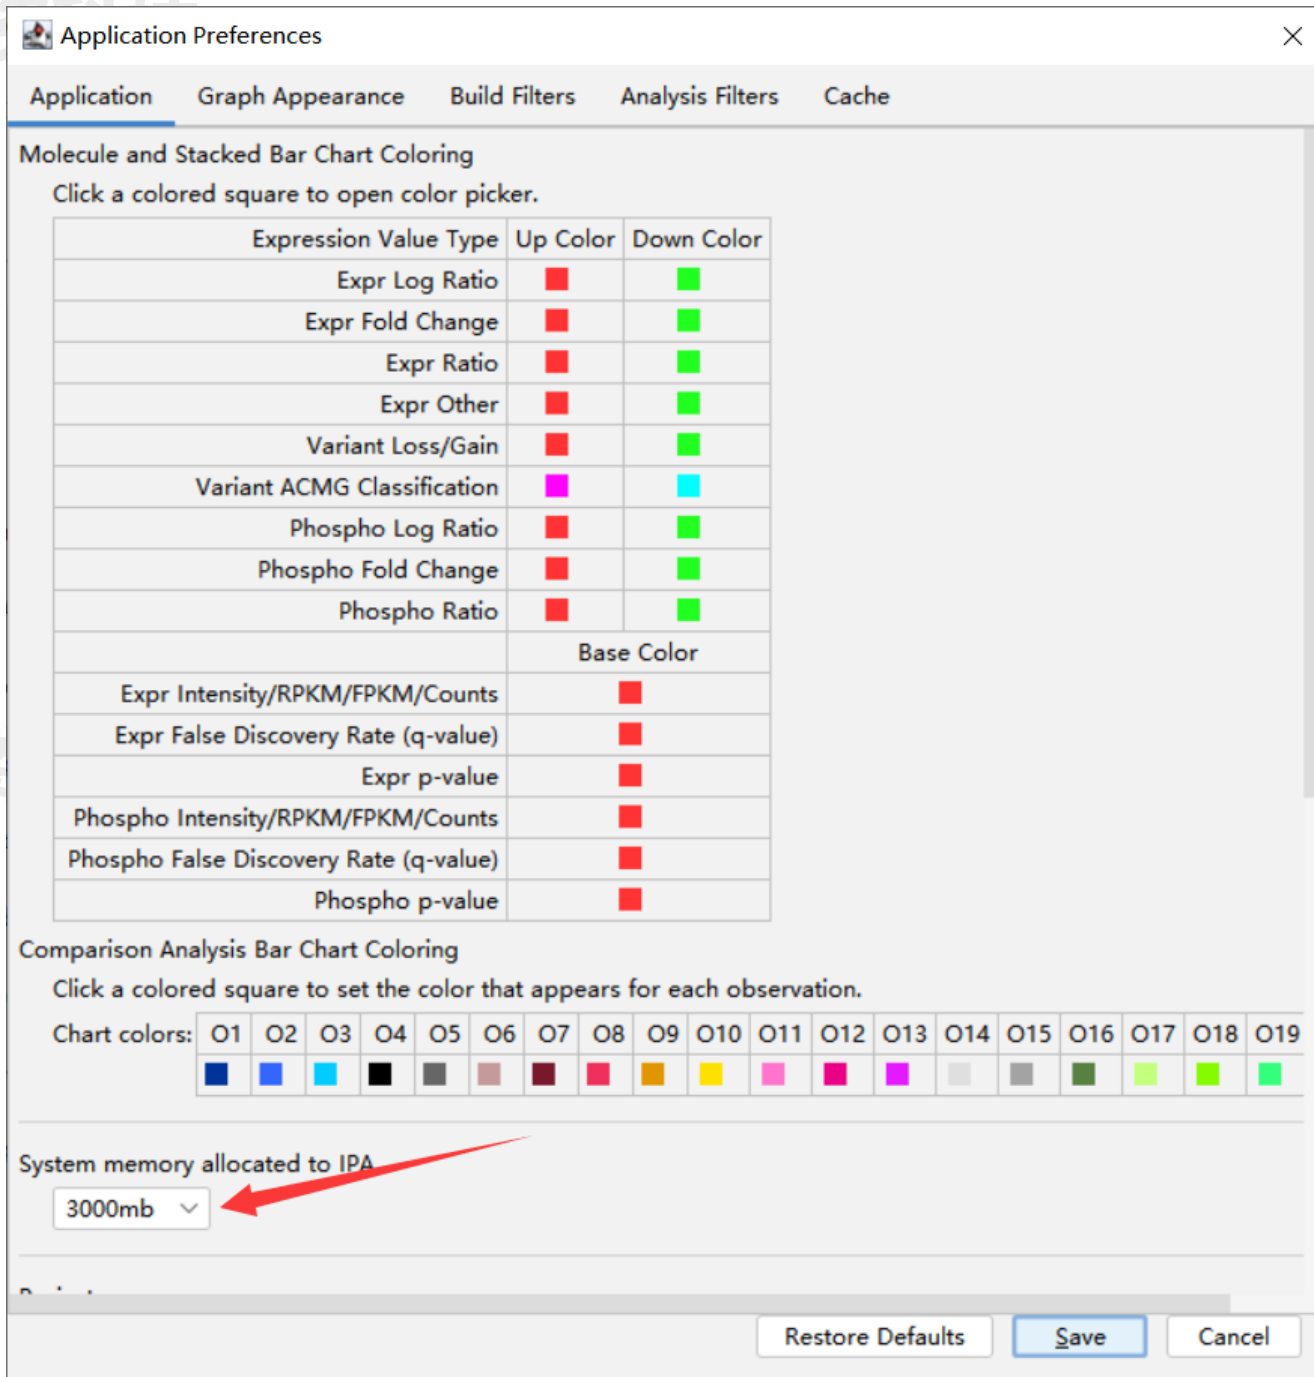 Application Preferences
Application Graph Appearance Build Filters Analysis Filters Cache
Molecule and Stacked Bar Chart Coloring
Click a colored square to open color picker.
Expression Value Type Up Color Down Color
Expr Log Ratio
Expr Fold Change
Expr Ratio
Expr Other
Variant Loss/Gain
Variant ACMG Classification
Phospho Log Ratio
Phospho Fold Change
Phospho Ratio
Base Color
Expr Intensity/RPKM/FPKM/Counts
Expr False Discovery Rate (q-value)
Expr p-value
Phospho Intensity/RPKM/FPKM/Counts
Phospho False Discovery Rate (q-value)
Phospho p-value
Comparison Analysis Bar Chart Coloring
Click a colored square to set the color that appears for each observation.
Chart colors: O1 O2 O3 O4 O5 O6 O7 O8 O9 O10 O11 O12 O13 O14 O15 O16 O17 O18 O19
System memory allocated to IPA
3000mb
Restore Defaults Save Cancel